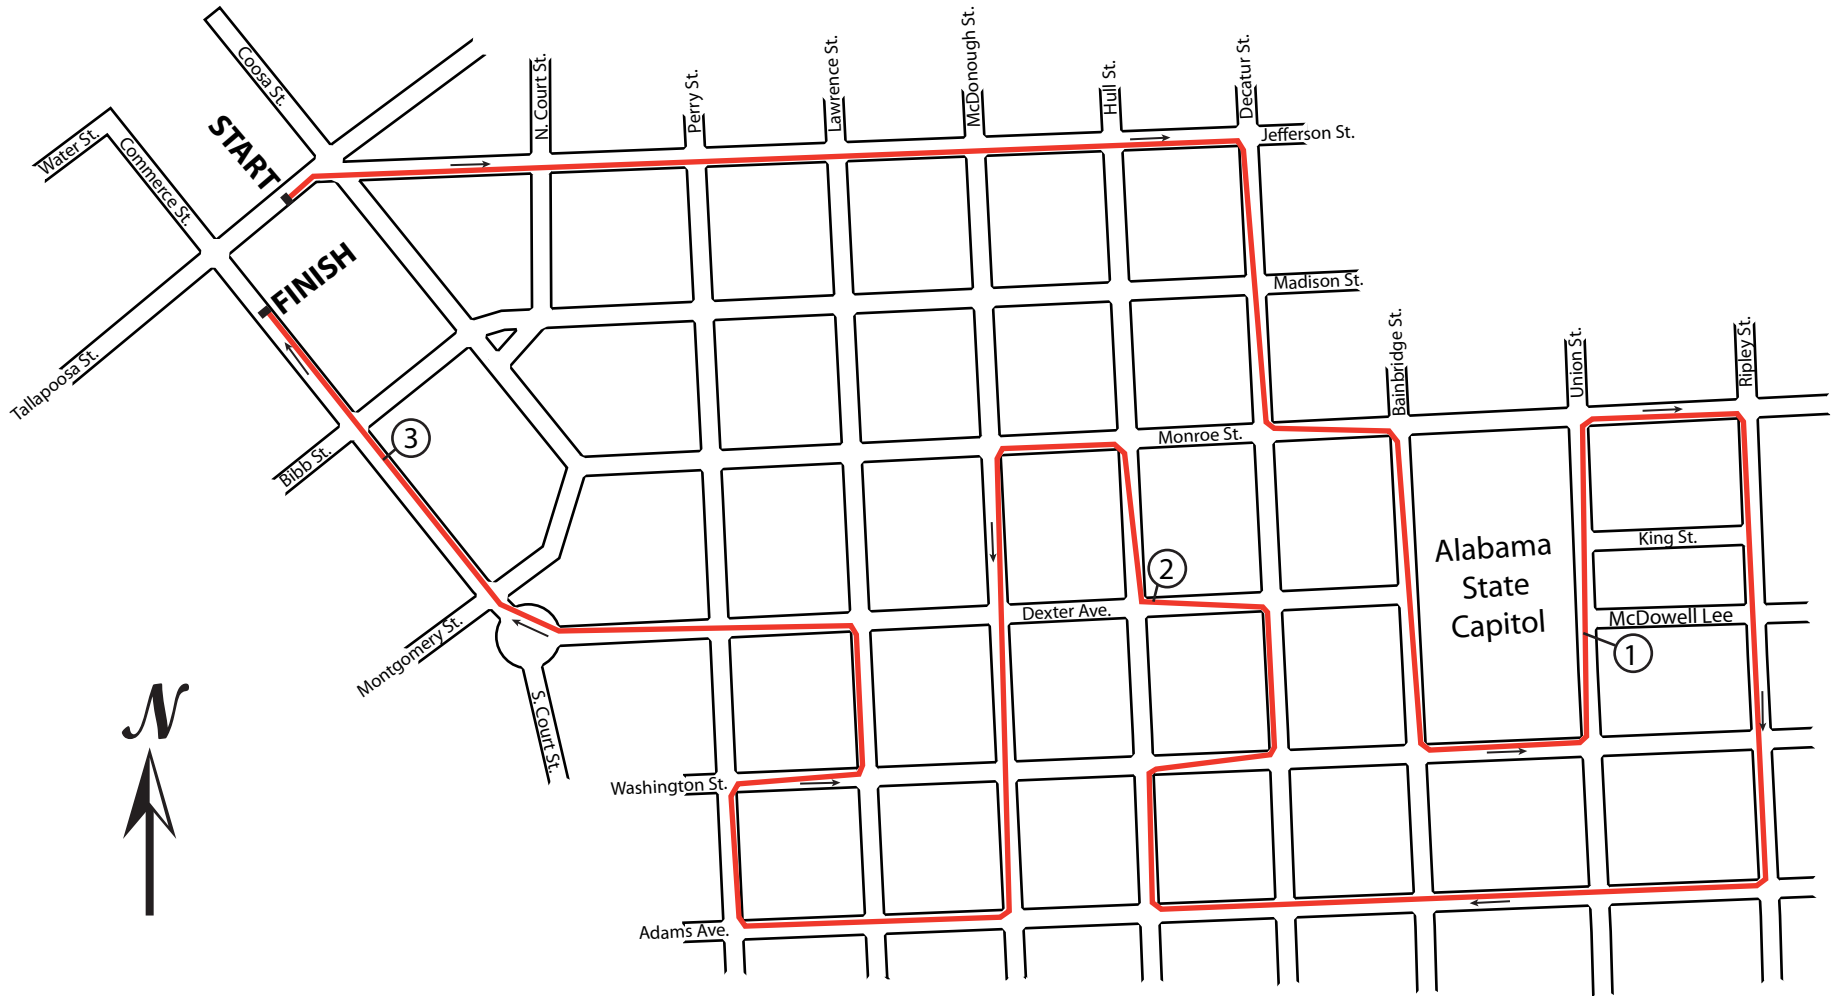 Coosa St.
N. Court St.
Perry St.
Lawrence St.
McDonough St.
Hull St.
Decatur St.
Jefferson St.
Water St.
Commerce St.
START
FINISH
Tallapoosa St.
Madison St.
Bainbridge St.
Union St.
Ripley St.
3
Bibb St.
Monroe St.
2
King St.
Alabama
State
Capitol
Dexter Ave.
McDowell Lee
1
Montgomery St.
S. Court St.
N
Washington St.
Adams Ave.